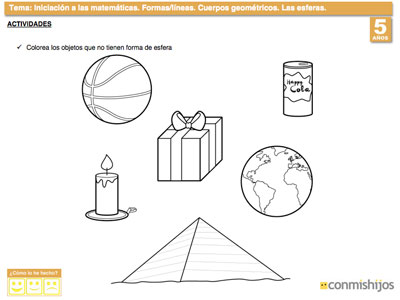 Tema: Iniciación a las matemáticas. Formas/líneas. Cuerpos geométricos. Las esferas.
ACTIVIDADES
5
AÑOS
✓ Colorea los objetos que no tienen forma de esfera
Happy
Cola
¿Cómo lo he hecho?
conmishijos